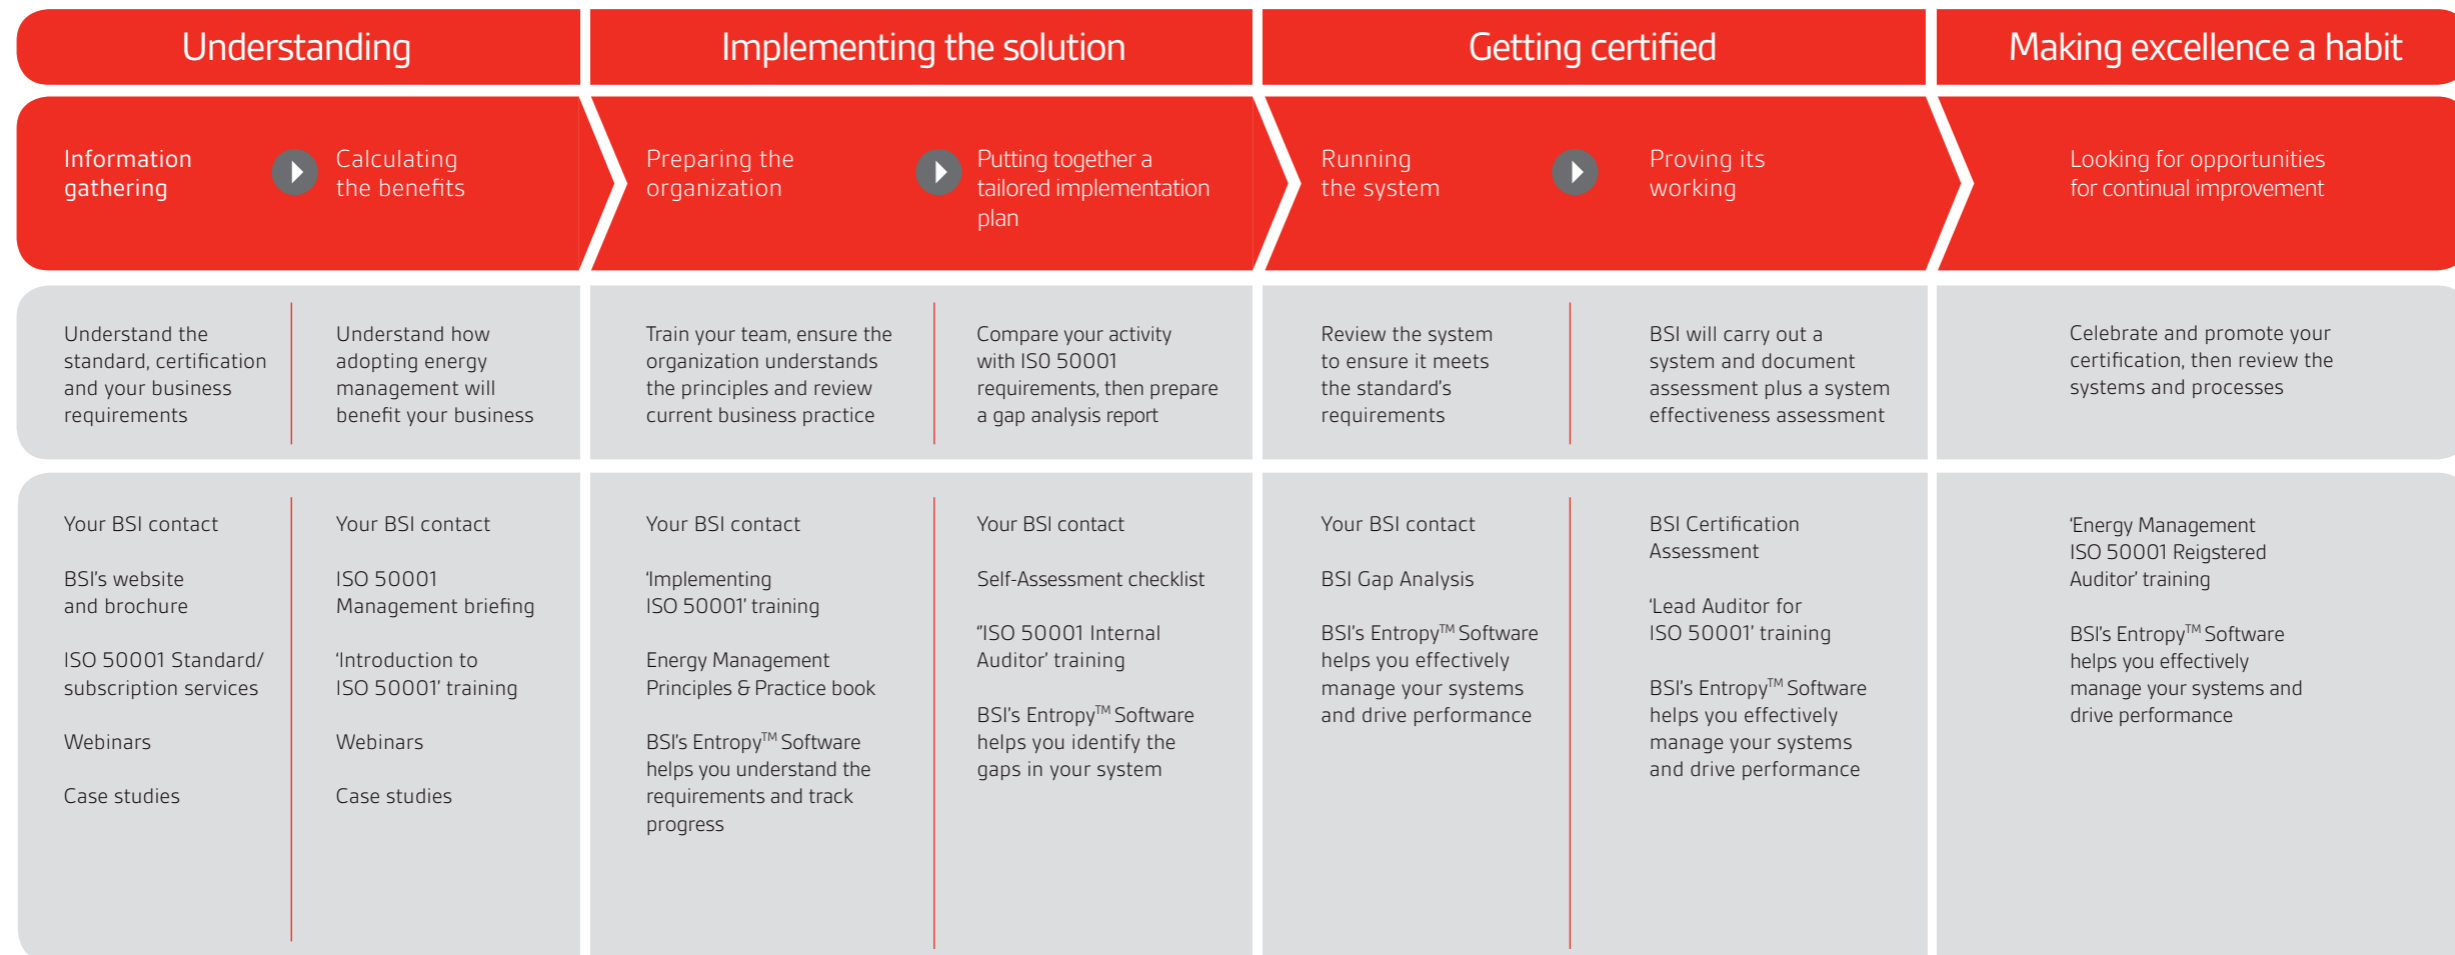 Understanding
Implementing the solution
Getting certified
Making excellence a habit
Information
gathering
Calculating
the benefits
Preparing the
organization
Putting together a
tailored implementation
plan
Running
the system
Proving its
working
Looking for opportunities
for continual improvement
Understand the
standard, certification
and your business
requirements
Understand how
adopting energy
management will
benefit your business
Train your team, ensure the
organization understands
the principles and review
current business practice
Compare your activity
with ISO 50001
requirements, then prepare
a gap analysis report
Review the system
to ensure it meets
the standard's
requirements
BSI will carry out a
system and document
assessment plus a system
effectiveness assessment
Celebrate and promote your
certification, then review the
systems and processes
Your BSI contact
BSI's website
and brochure
ISO 50001 Standard/
subscription services
Webinars
Case studies
Your BSI contact
ISO 50001
Management briefing
'Introduction to
ISO 50001' training
Webinars
Case studies
Your BSI contact
'Implementing
ISO 50001' training
Energy Management
Principles & Practice book
BSI's Entropy™ Software
helps you understand the
requirements and track
progress
Your BSI contact
Self-Assessment checklist
"ISO 50001 Internal
Auditor' training
BSI's Entropy™ Software
helps you identify the
gaps in your system
Your BSI contact
BSI Gap Analysis
BSI's Entropy™ Software
helps you effectively
manage your systems
and drive performance
BSI Certification
Assessment
'Lead Auditor for
ISO 50001' training
BSI's Entropy™ Software
helps you effectively
manage your systems
and drive performance
'Energy Management
ISO 50001 Reigstered
Auditor' training
BSI's Entropy™ Software
helps you effectively
manage your systems and
drive performance